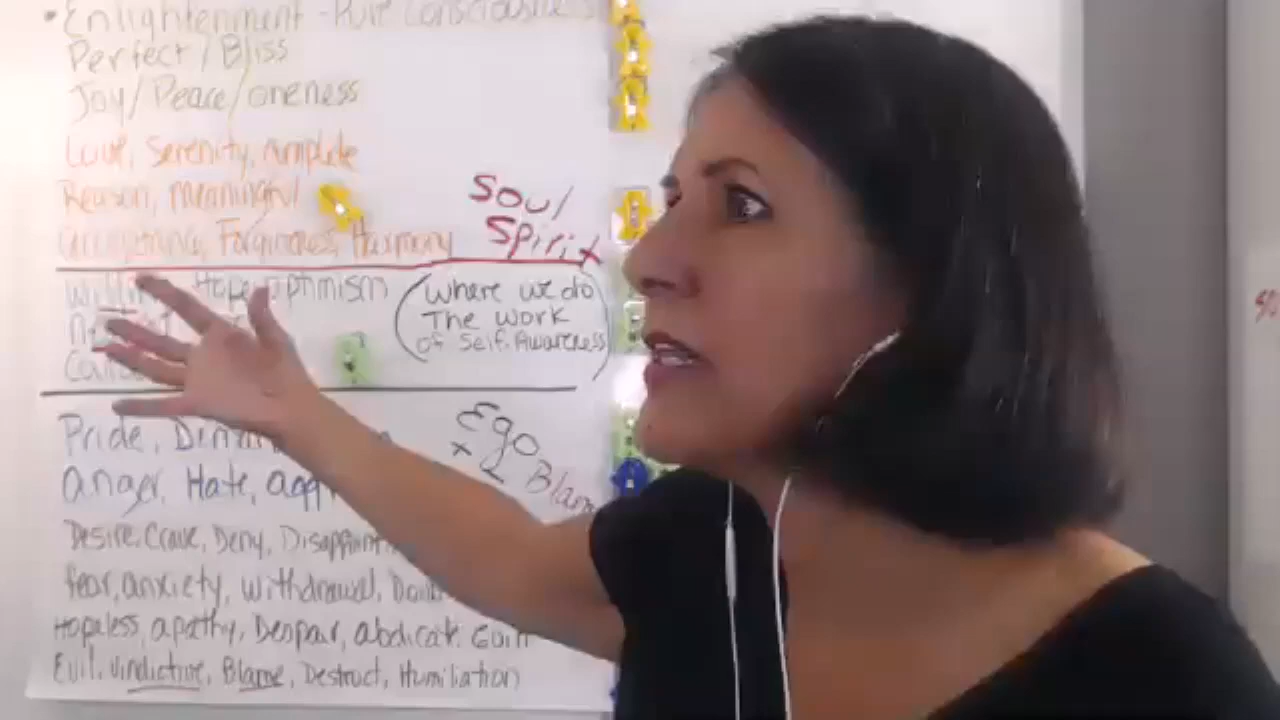 • Enlightenment - Pure Consciousness
Perfect / Bliss
Joy / Peace / oneness
Love, Serenity, complete
Reason, meaningful
Acceptance, Forgiveness, Harmony
Soul
Spirit
Hope optimism
(where we do
The work
of Self. Awareness)
Pride,
Ego
anger, Hate,
Desire, Crave, Deny,
fear, anxiety, withdrawal,
Hopeless, apathy, Despair, abdicate.
Evil, vindictive, Blame, Destruct, Humiliation